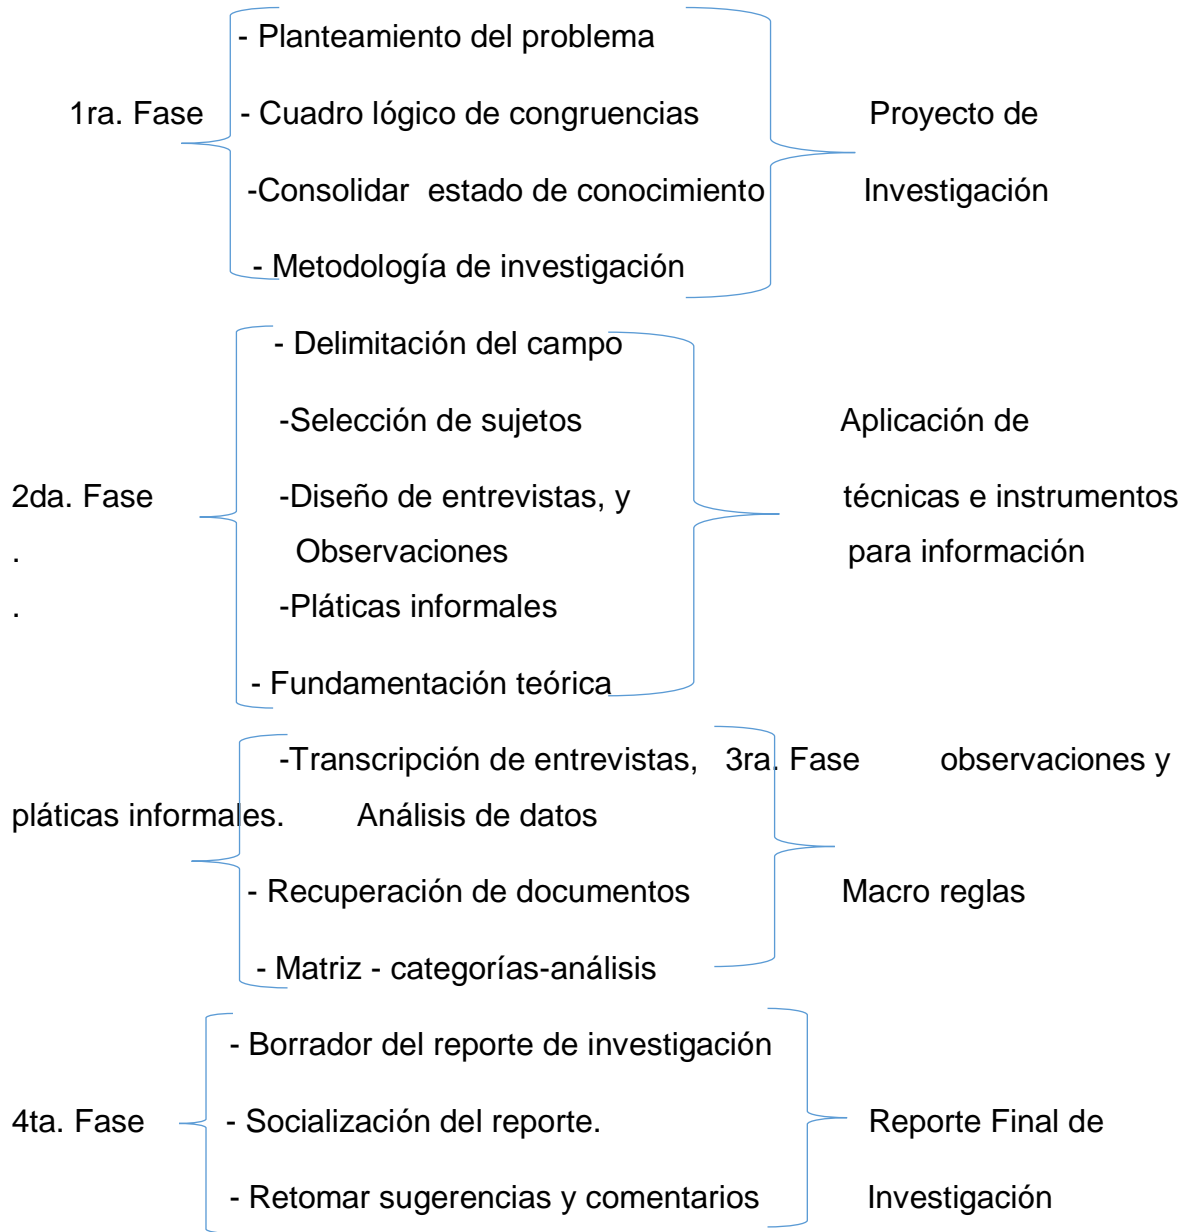 - Planteamiento del problema
1ra. Fase - Cuadro lógico de congruencias Proyecto de
-Consolidar estado de conocimiento Investigación
- Metodología de investigación
- Delimitación del campo
-Selección de sujetos Aplicación de
2da. Fase -Diseño de entrevistas, y técnicas e instrumentos
. Observaciones para información
. -Pláticas informales
- Fundamentación teórica
-Transcripción de entrevistas, 3ra. Fase observaciones y
pláticas informales. Análisis de datos
- Recuperación de documentos Macro reglas
- Matriz - categorías-análisis
- Borrador del reporte de investigación
4ta. Fase - Socialización del reporte. Reporte Final de
- Retomar sugerencias y comentarios Investigación